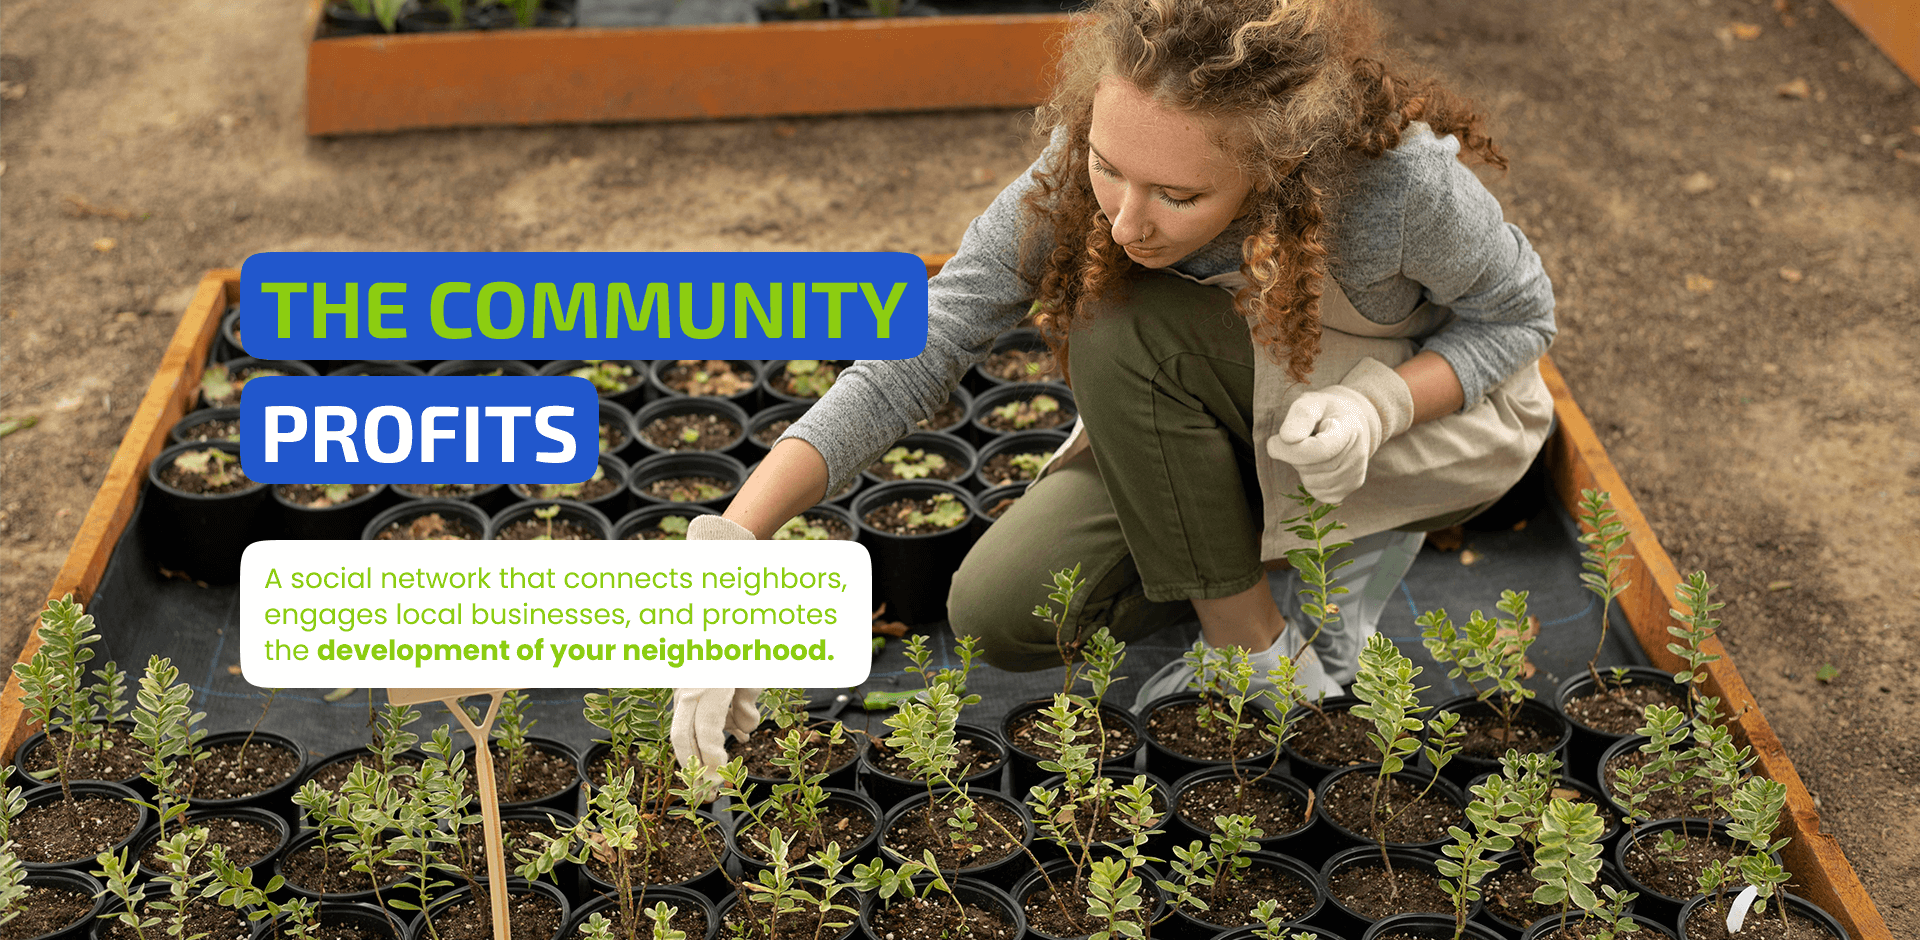 THE COMMUNITY
PROFITS
A social network that connects neighbors,
engages local businesses, and promotes
the development of your neighborhood.